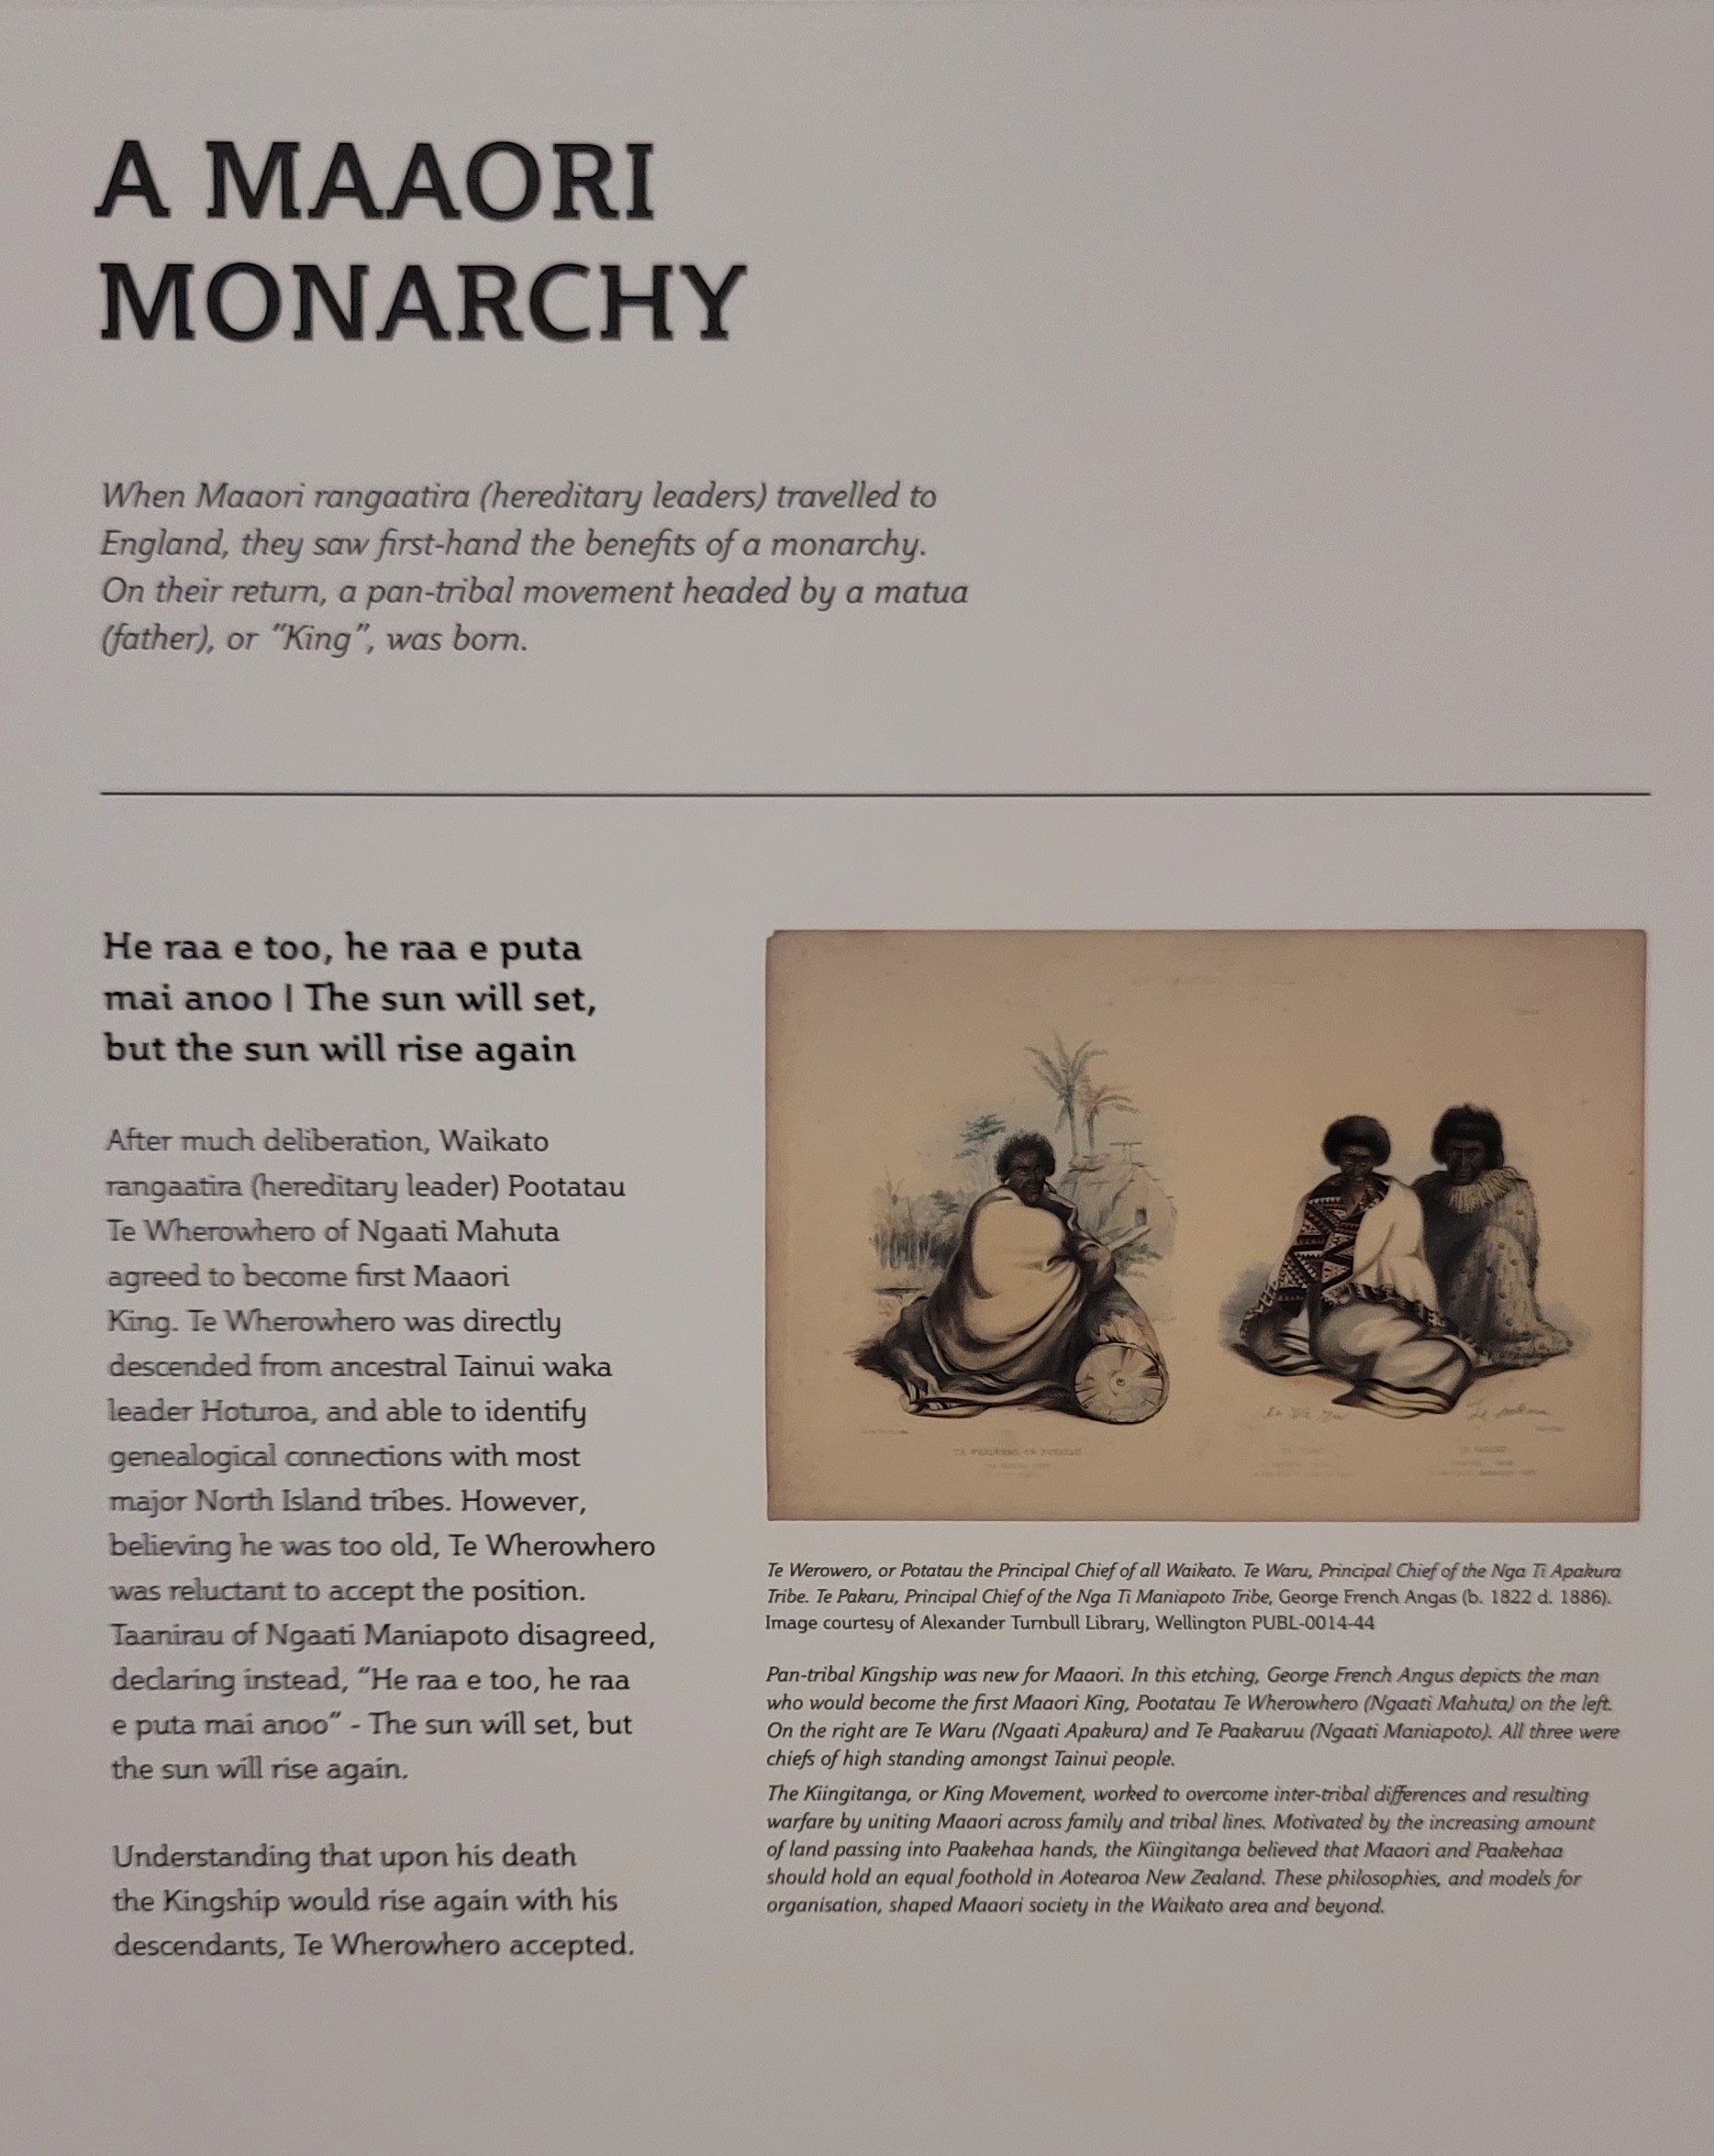 A MAAORI
MONARCHY
When Maaori rangaatira (hereditary leaders) travelled to
England, they saw first-hand the benefits of a monarchy.
On their return, a pan-tribal movement headed by a matua
(father), or “King”, was born.
He raa e too, he raa e puta
mai anoo | The sun will set,
but the sun will rise again
After much deliberation, Waikato
rangaatira (hereditary leader) Pootatau
Te Wherowhero of Ngaati Mahuta
agreed to become first Maaori
King. Te Wherowhero was directly
descended from ancestral Tainui waka
leader Hoturoa, and able to identify
genealogical connections with most
major North Island tribes. However,
believing he was too old, Te Wherowhero
was reluctant to accept the position.
Taanirau of Ngaati Maniapoto disagreed,
declaring instead, “He raa e too, he raa
e puta mai anoo” - The sun will set, but
the sun will rise again.
Understanding that upon his death
the Kingship would rise again with his
descendants, Te Wherowhero accepted.
Te Werowero, or Potatau the Principal Chief of all Waikato. Te Waru, Principal Chief of the Nga Ti Apakura
Tribe. Te Pakaru, Principal Chief of the Nga Ti Maniapoto Tribe, George French Angas (b. 1822 d. 1886).
Image courtesy of Alexander Turnbull Library, Wellington PUBL-0014-44
Pan-tribal Kingship was new for Maaori. In this etching, George French Angus depicts the man
who would become the first Maaori King, Pootatau Te Wherowhero (Ngaati Mahuta) on the left.
On the right are Te Waru (Ngaati Apakura) and Te Paakaruu (Ngaati Maniapoto). All three were
chiefs of high standing amongst Tainui people.
The Kiingitanga, or King Movement, worked to overcome inter-tribal differences and resulting
warfare by uniting Maaori across family and tribal lines. Motivated by the increasing amount
of land passing into Paakehaa hands, the Kiingitanga believed that Maaori and Paakehaa
should hold an equal foothold in Aotearoa New Zealand. These philosophies, and models for
organisation, shaped Maaori society in the Waikato area and beyond.